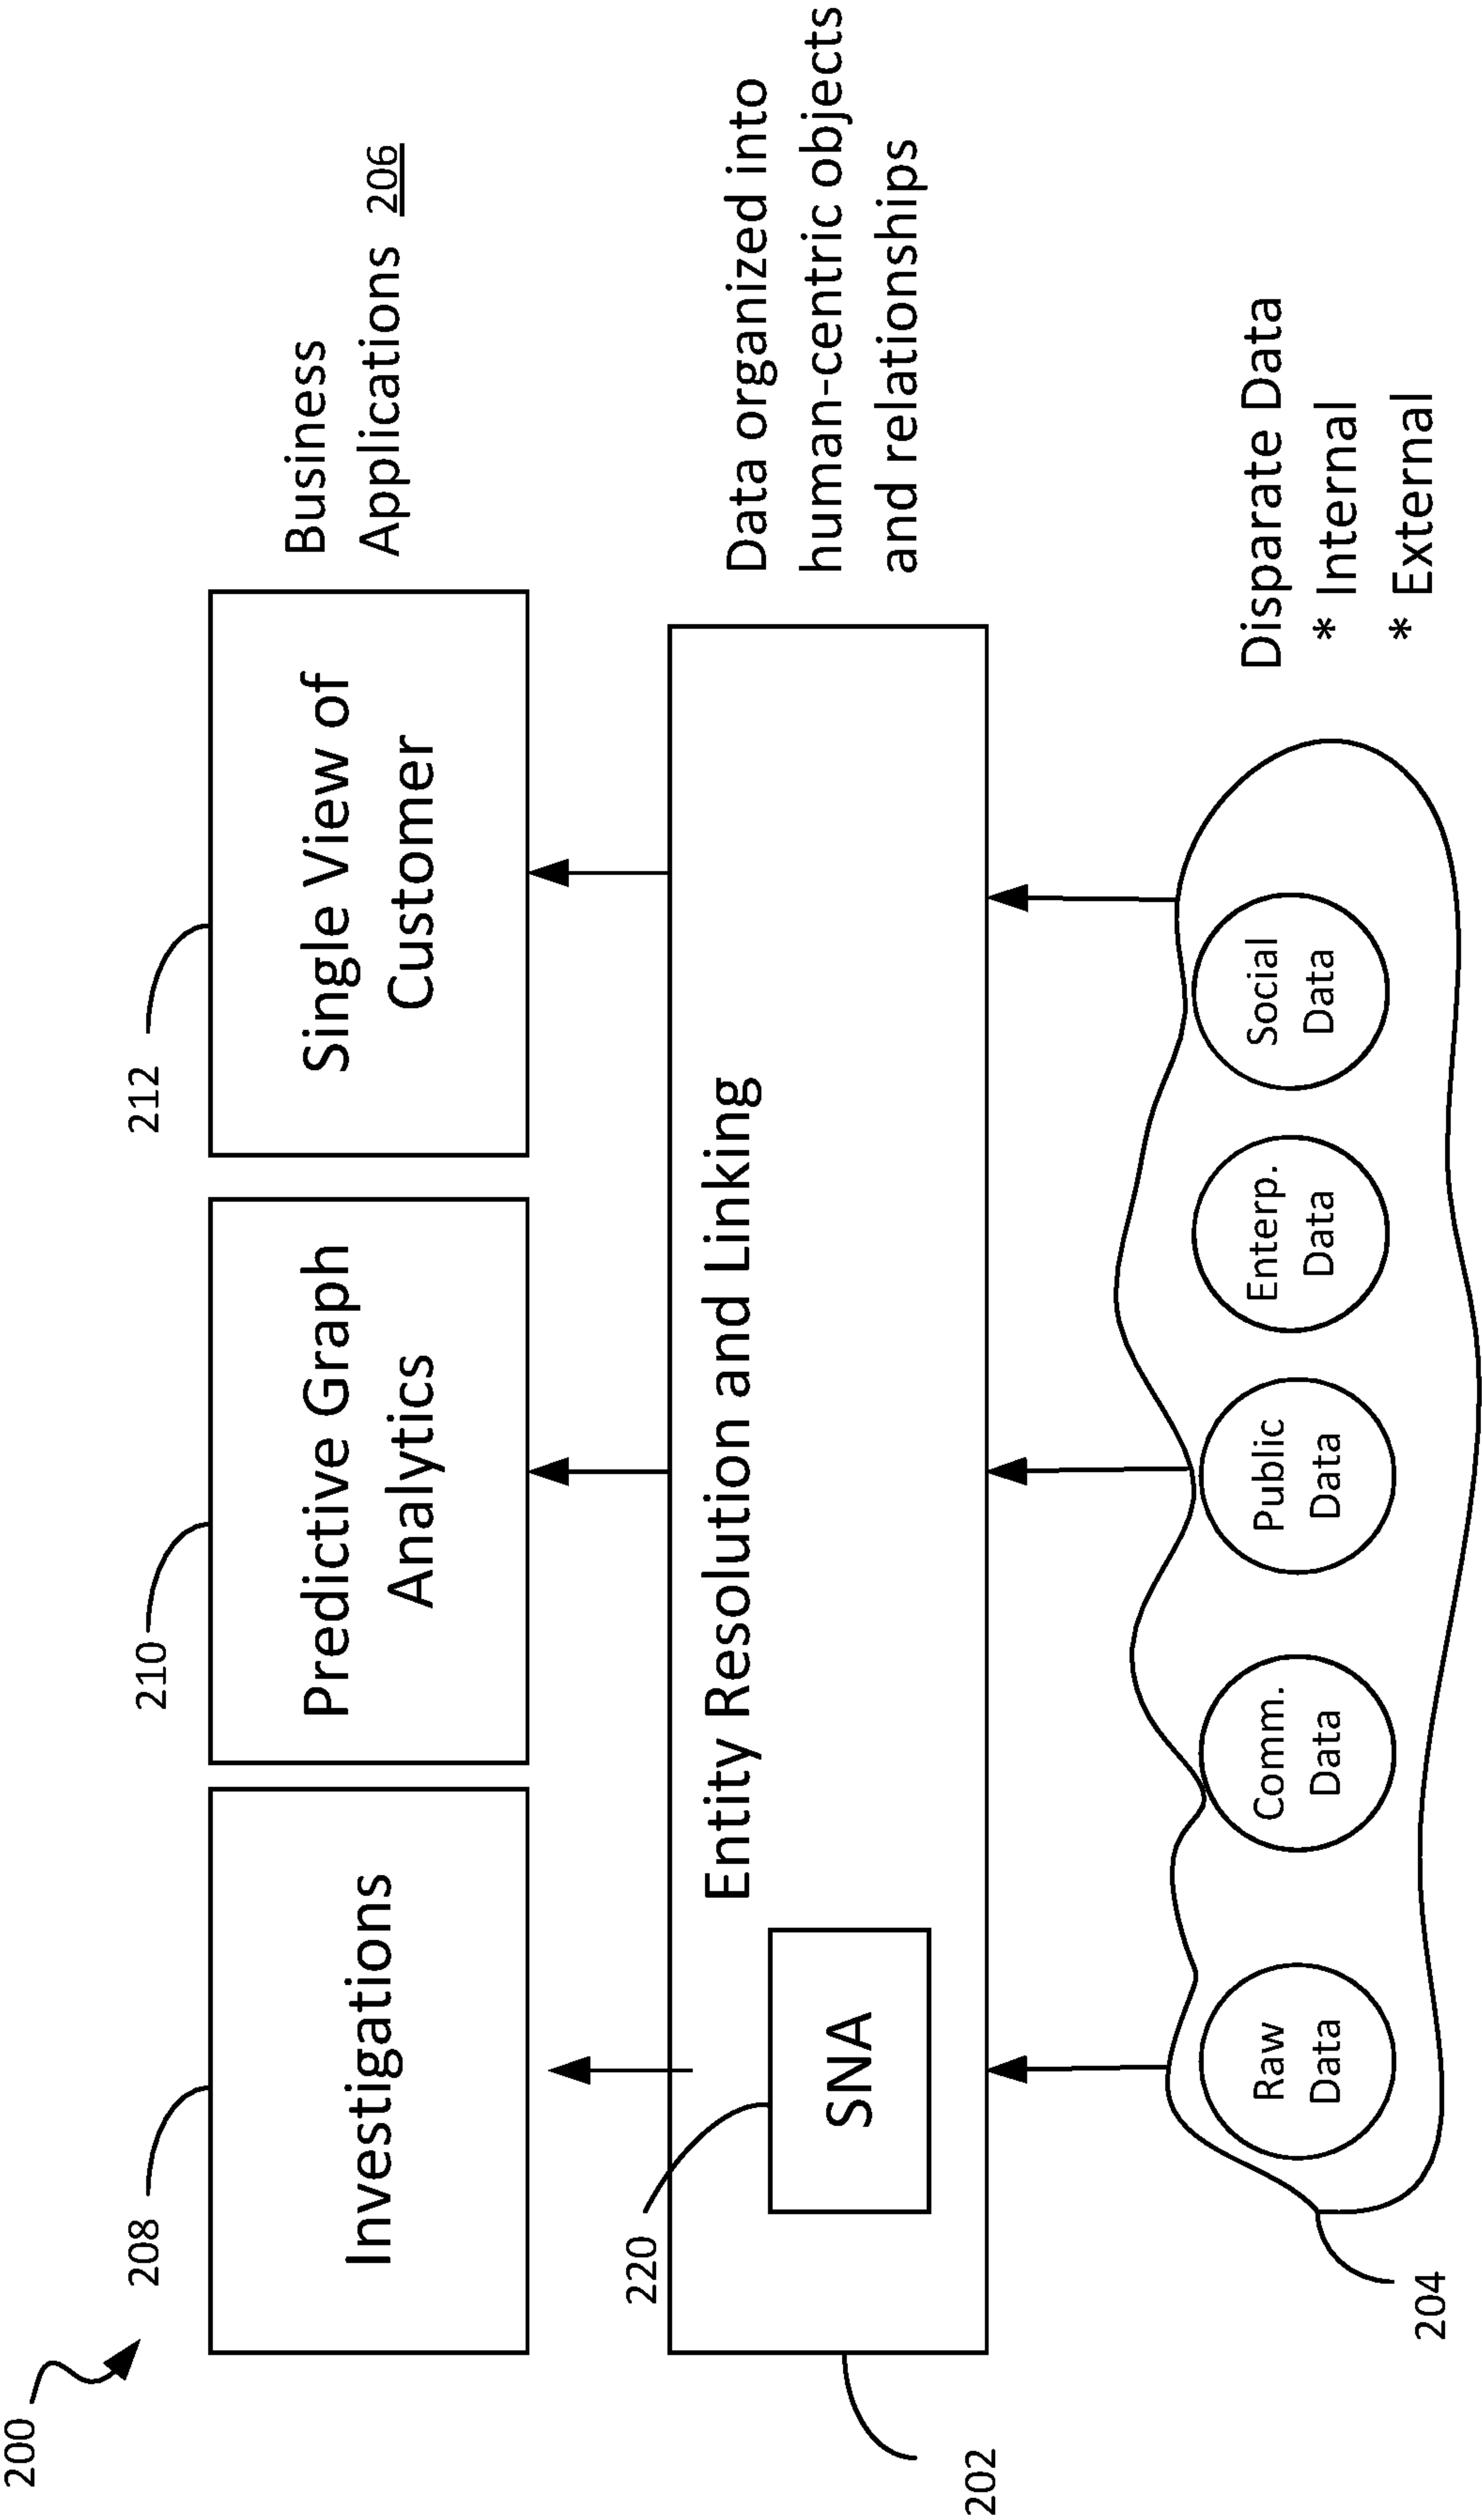 200
208
210
212
Investigations
Predictive Graph
Analytics
Single View of
Customer
Business
Applications 206
220
SNA
Entity Resolution and Linking
202
Data organized into
human-centric objects
and relationships
Raw
Data
Comm.
Data
Public
Data
Enterp.
Data
Social
Data
204
Disparate Data
* Internal
* External